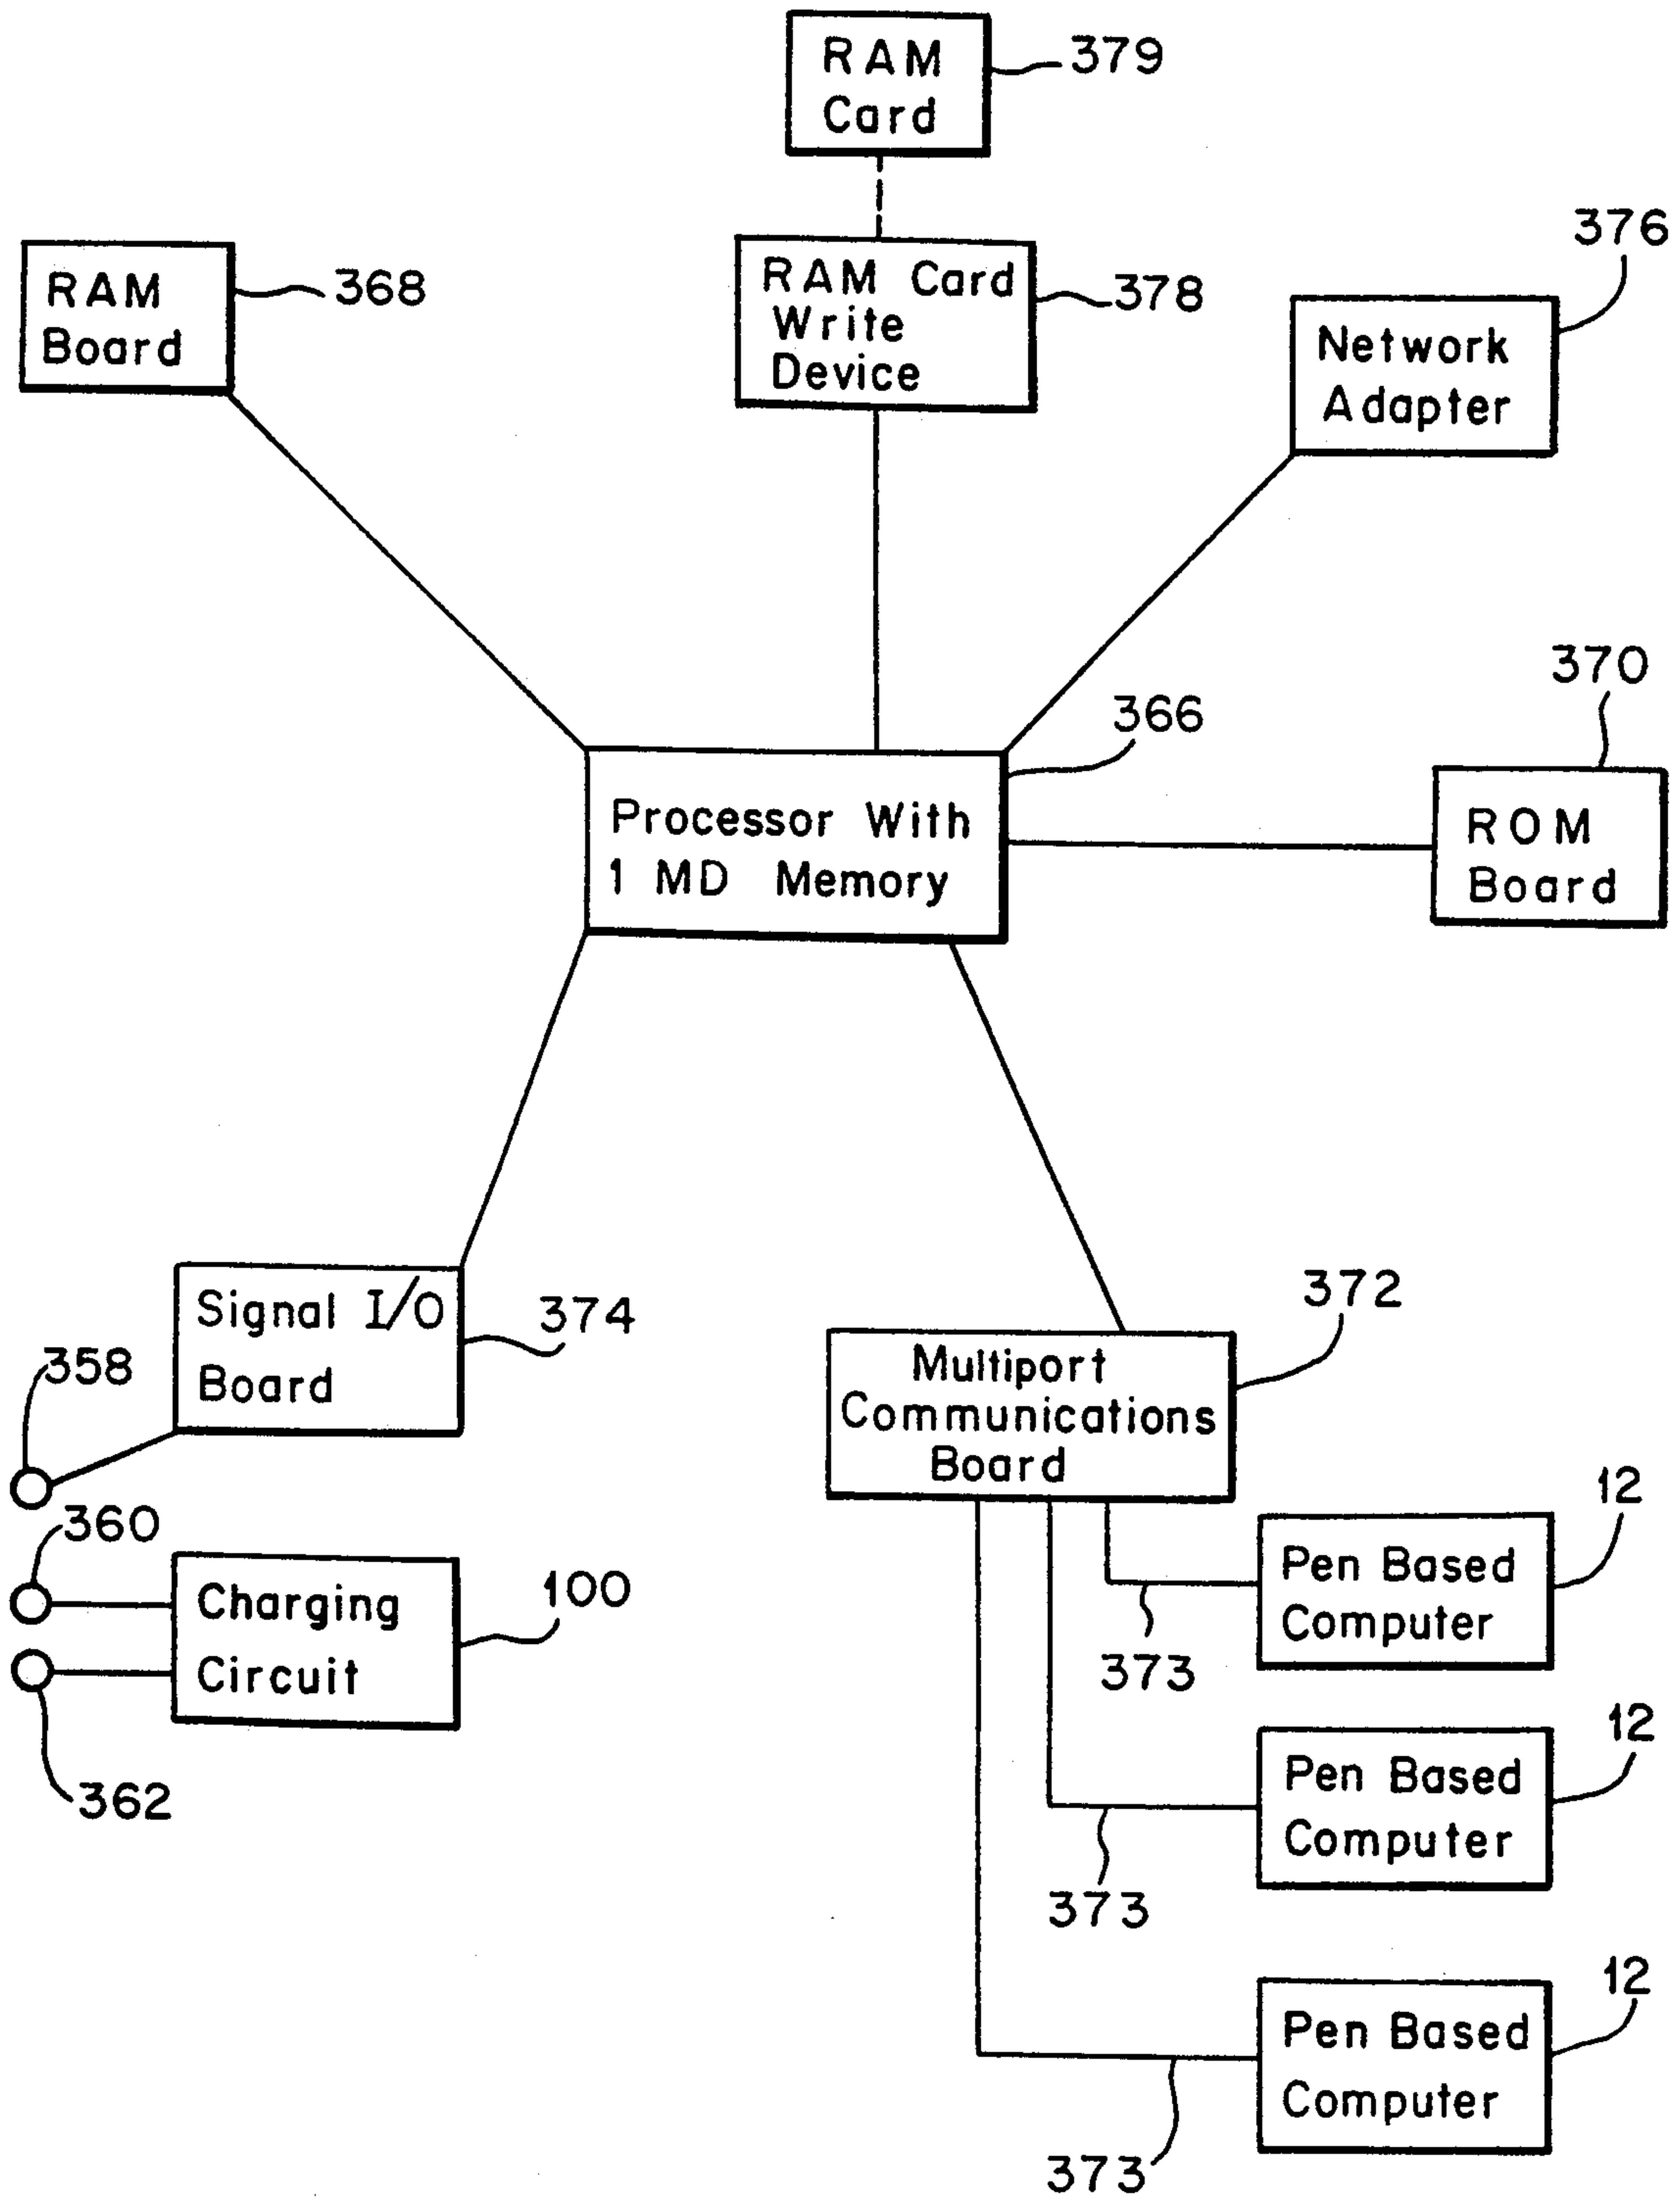 RAM
Card
379
376
RAM
Board
368
RAM Card
Write
Device
378
Network
Adapter
370
366
Processor With
1 MD Memory
ROM
Board
Signal I/O
Board
374
372
358
Multiport
Communications
Board
12
360
Charging
Circuit
100
Pen Based
Computer
373
362
12
Pen Based
Computer
373
12
Pen Based
Computer
373